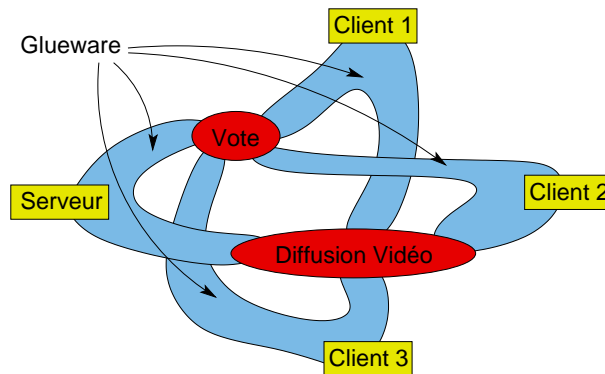 Client 1
Glueware
Vote
Client 2
Serveur
Diffusion Vidéo
Client 3